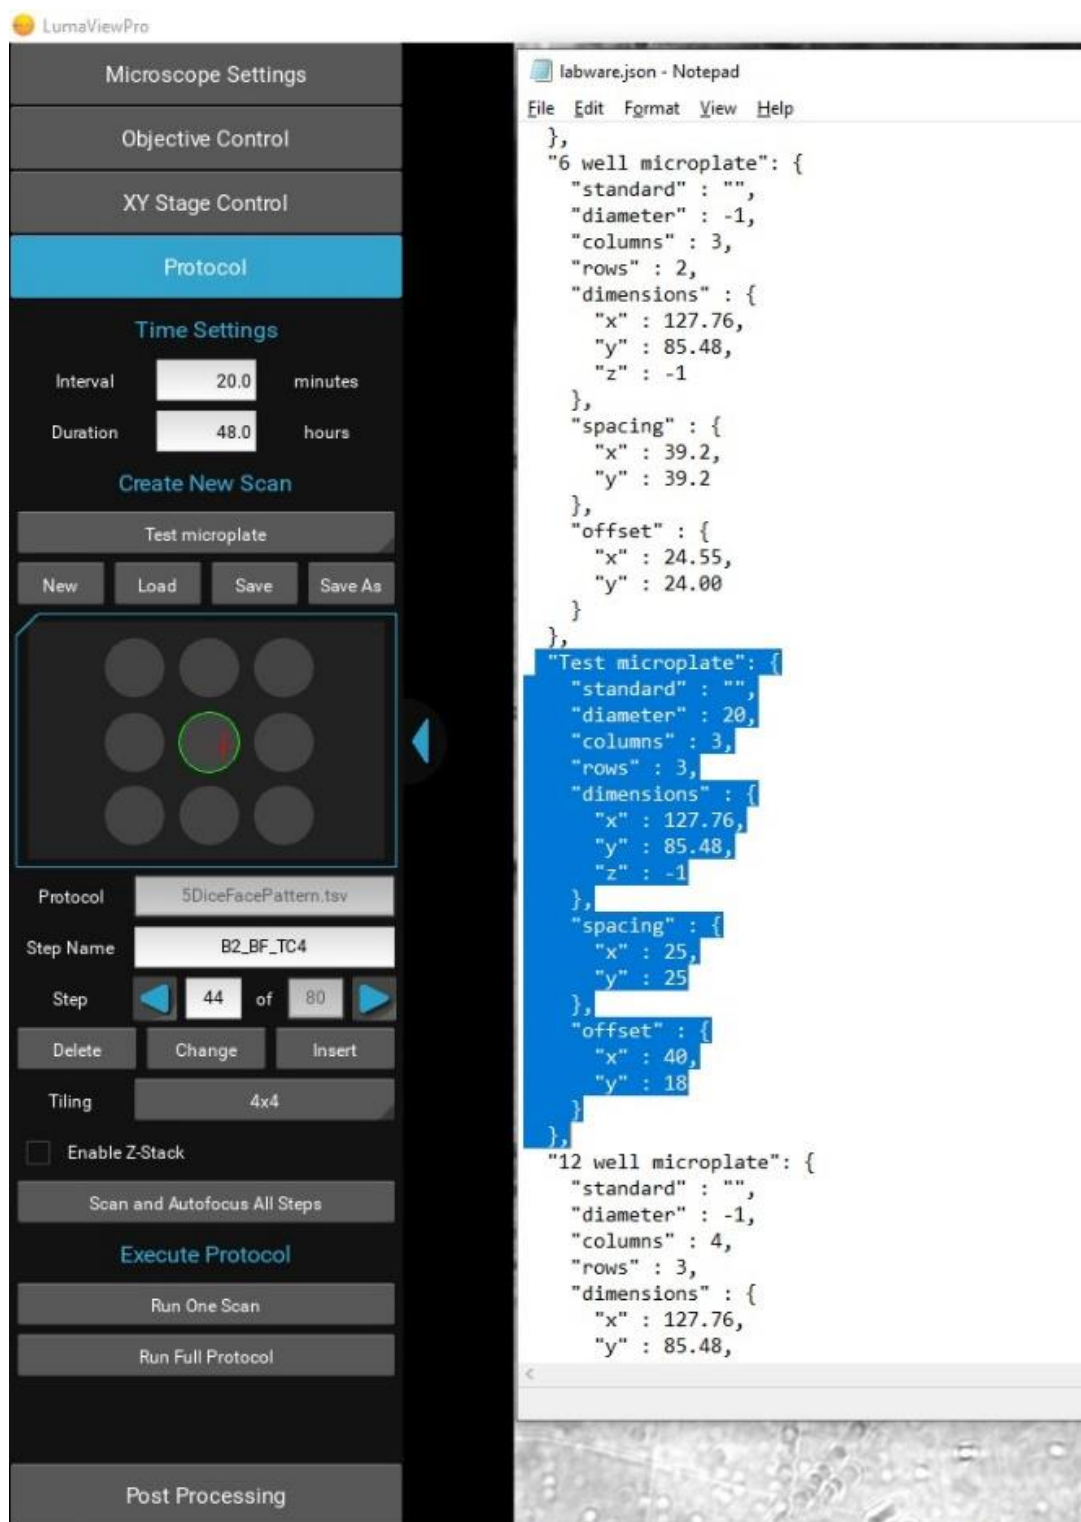 LumaViewPro
Microscope Settings
Objective Control
XY Stage Control
Protocol
Time Settings
Interval 20.0 minutes
Duration 48.0 hours
Create New Scan
Test microplate
New Load Save Save As
Protocol 5DiceFacePattern.tsv
Step Name B2_BF_TC4
Step 44 of 80
Delete Change Insert
Tiling 4x4
Enable Z-Stack
Scan and Autofocus All Steps
Execute Protocol
Run One Scan
Run Full Protocol
Post Processing
labware.json - Notepad
File Edit Format View Help
},
"6 well microplate": {
"standard" : "",
"diameter" : -1,
"columns" : 3,
"rows" : 2,
"dimensions" : {
"x" : 127.76,
"y" : 85.48,
"z" : -1
},
"spacing" : {
"x" : 39.2,
"y" : 39.2
},
"offset" : {
"x" : 24.55,
"y" : 24.00
}
},
"Test microplate": {
"standard" : "",
"diameter" : 20,
"columns" : 3,
"rows" : 3,
"dimensions" : {
"x" : 127.76,
"y" : 85.48,
"z" : -1
},
"spacing" : {
"x" : 25,
"y" : 25
},
"offset" : {
"x" : 40,
"y" : 18
}
},
"12 well microplate": {
"standard" : "",
"diameter" : -1,
"columns" : 4,
"rows" : 3,
"dimensions" : {
"x" : 127.76,
"y" : 85.48,